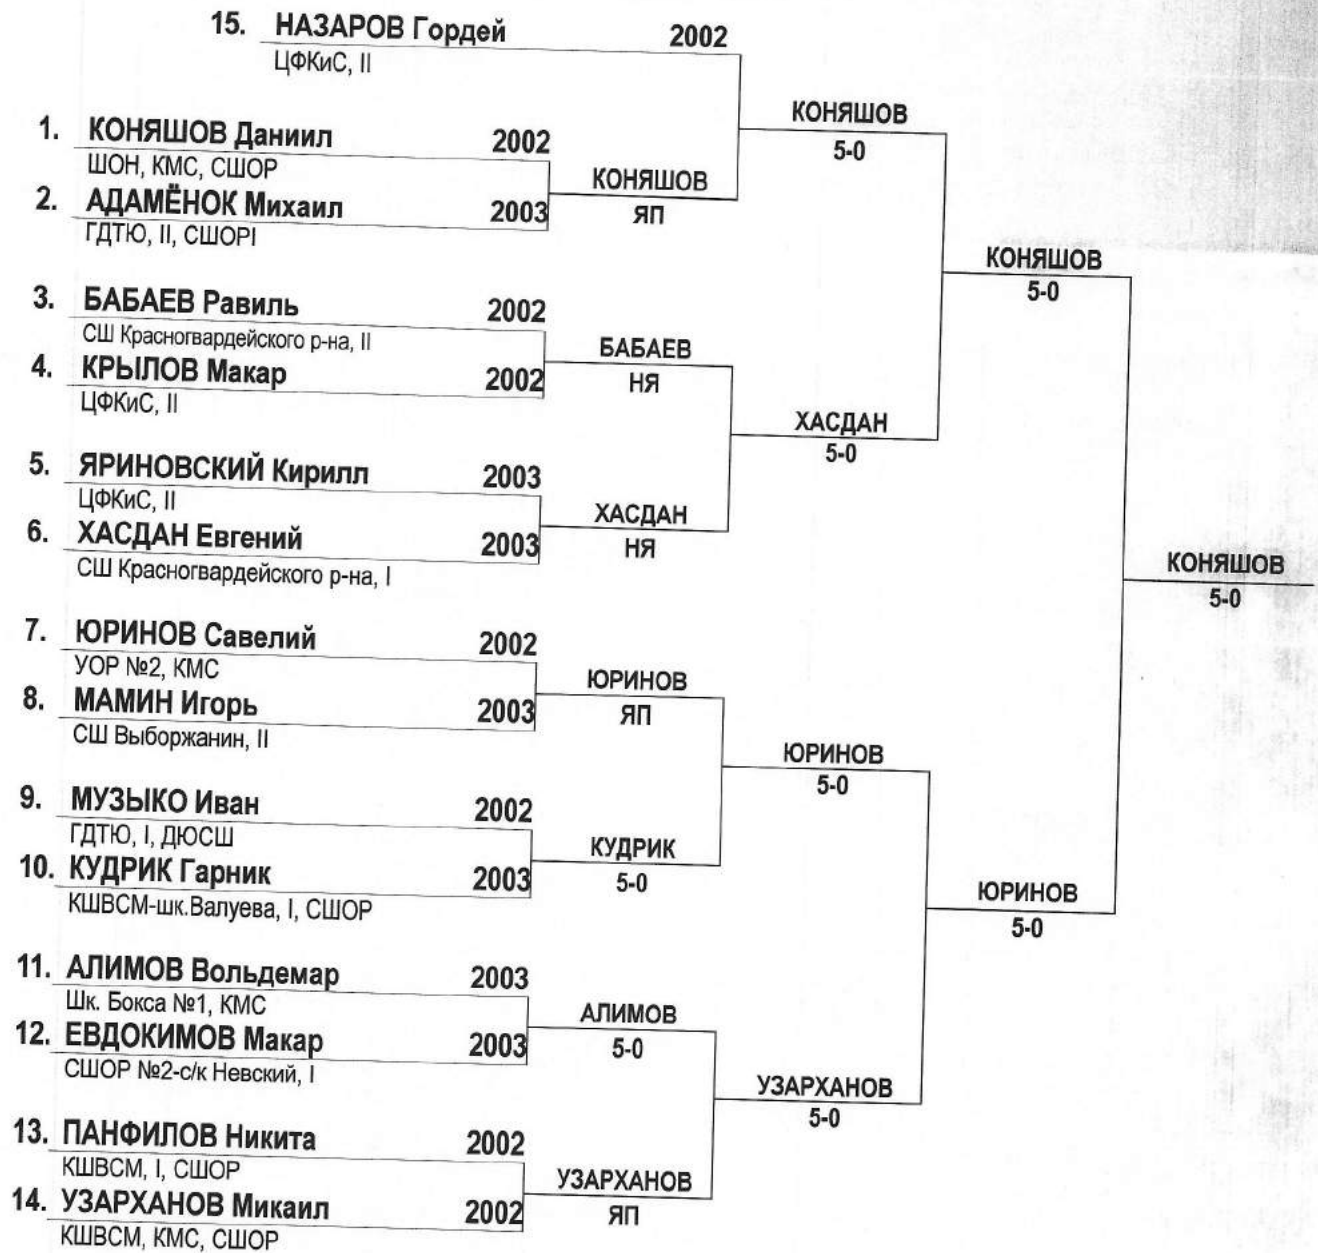 15. НАЗАРОВ Гордей 2002
ЦФКиС, II
КОНЯШОВ
5-0
1. КОНЯШОВ Даниил 2002
ШОН, КМС, СШОР
КОНЯШОВ
ЯП
2. АДАМЁНОК Михаил 2003
ГДТЮ, II, СШОРI
КОНЯШОВ
5-0
3. БАБАЕВ Равиль 2002
СШ Красногвардейского р-на, II
БАБАЕВ
НЯ
4. КРЫЛОВ Макар 2002
ЦФКиС, II
ХАСДАН
5-0
5. ЯРИНОВСКИЙ Кирилл 2003
ЦФКиС, II
ХАСДАН
НЯ
6. ХАСДАН Евгений 2003
СШ Красногвардейского р-на, I
КОНЯШОВ
5-0
7. ЮРИНОВ Савелий 2002
УОР №2, КМС
ЮРИНОВ
ЯП
8. МАМИН Игорь 2003
СШ Выборжанин, II
ЮРИНОВ
5-0
9. МУЗЫКО Иван 2002
ГДТЮ, I, ДЮСШ
КУДРИК
5-0
10. КУДРИК Гарник 2003
КШВСМ-шк.Валуева, I, СШОР
ЮРИНОВ
5-0
11. АЛИМОВ Вольдемар 2003
Шк. Бокса №1, КМС
АЛИМОВ
5-0
12. ЕВДОКИМОВ Макар 2003
СШОР №2-с/к Невский, I
УЗАРХАНОВ
5-0
13. ПАНФИЛОВ Никита 2002
КШВСМ, I, СШОР
УЗАРХАНОВ
ЯП
14. УЗАРХАНОВ Микаил 2002
КШВСМ, КМС, СШОР